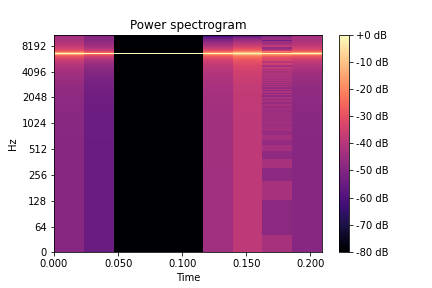 Power spectrogram
8192
4096
2048
1024
512
256
128
64
0
Hz
0.000 0.050 0.100 0.150 0.200
Time
+0 dB
-10 dB
-20 dB
-30 dB
-40 dB
-50 dB
-60 dB
-70 dB
-80 dB